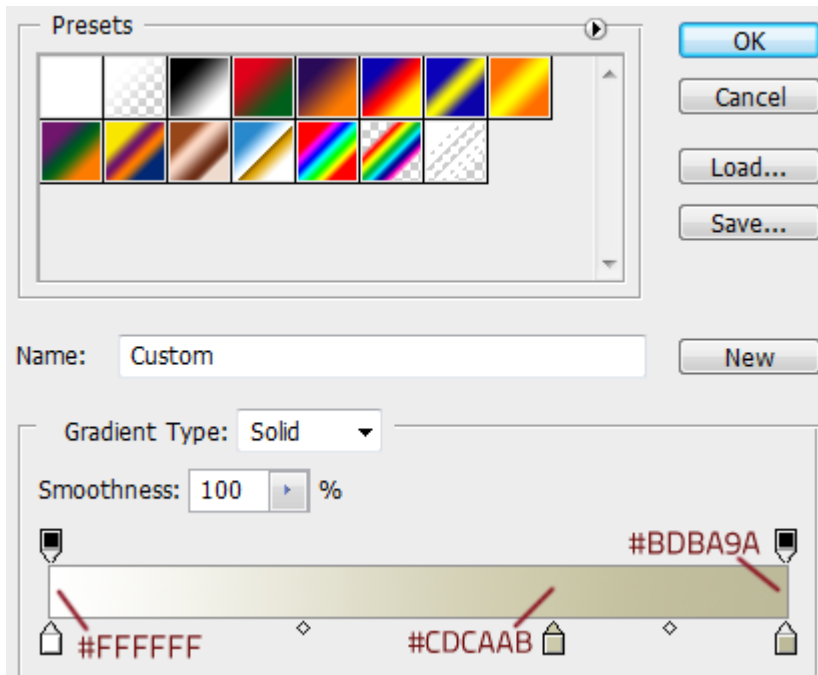 Presets
OK
Cancel
Load...
Save...
Name: Custom
New
Gradient Type: Solid
Smoothness: 100 %
#BDBA9A
#FFFFFF
#CDCAAB